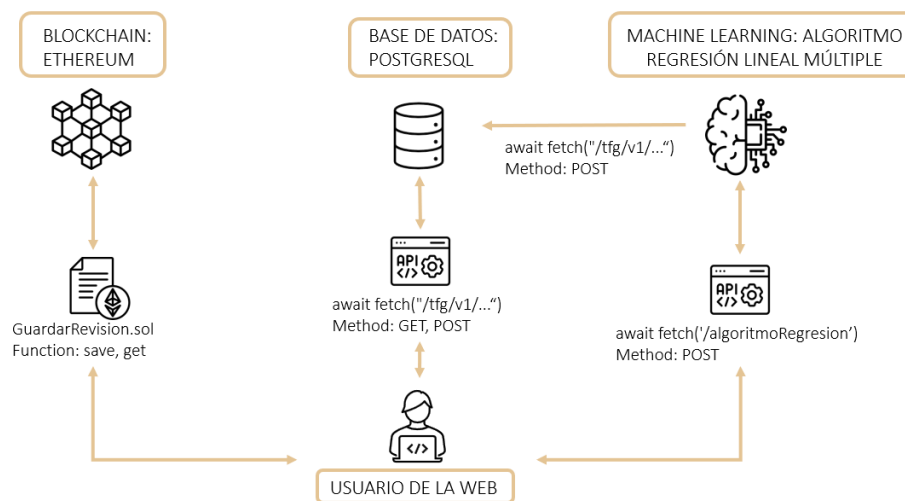 BLOCKCHAIN:
ETHEREUM
BASE DE DATOS:
POSTGRESQL
MACHINE LEARNING: ALGORITMO
REGRESIÓN LINEAL MÚLTIPLE
await fetch("/tfg/v1/...“)
Method: POST
API
</>
GuardarRevision.sol
Function: save, get
await fetch("/tfg/v1/...“)
Method: GET, POST
API
</>
await fetch('/algoritmoRegresion’)
Method: POST
</>
USUARIO DE LA WEB